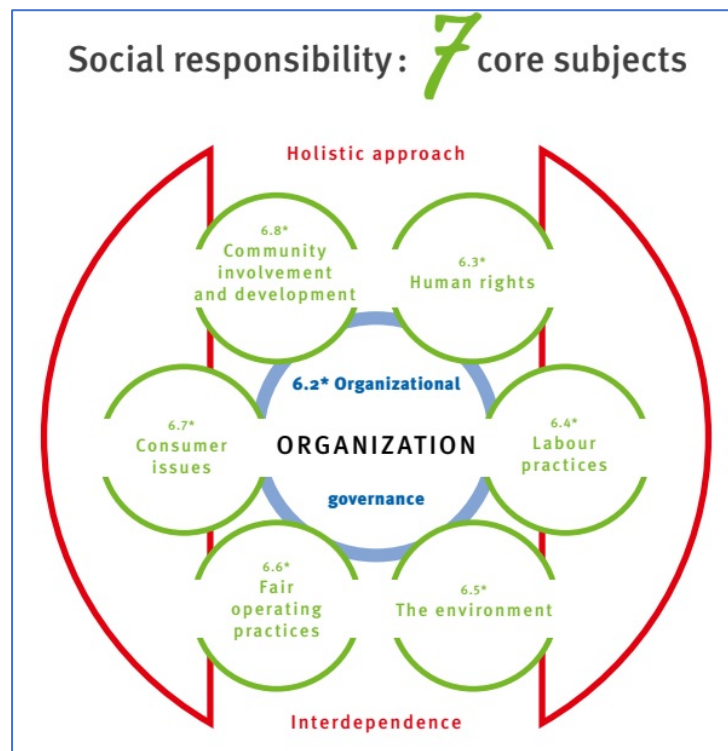 Social responsibility: 7 core subjects
Holistic approach
6.8*
Community
involvement
and development
6.3*
Human rights
6.2* Organizational
6.7*
Consumer
issues
ORGANIZATION
6.4*
Labour
practices
governance
6.6*
Fair
operating
practices
6.5*
The environment
Interdependence